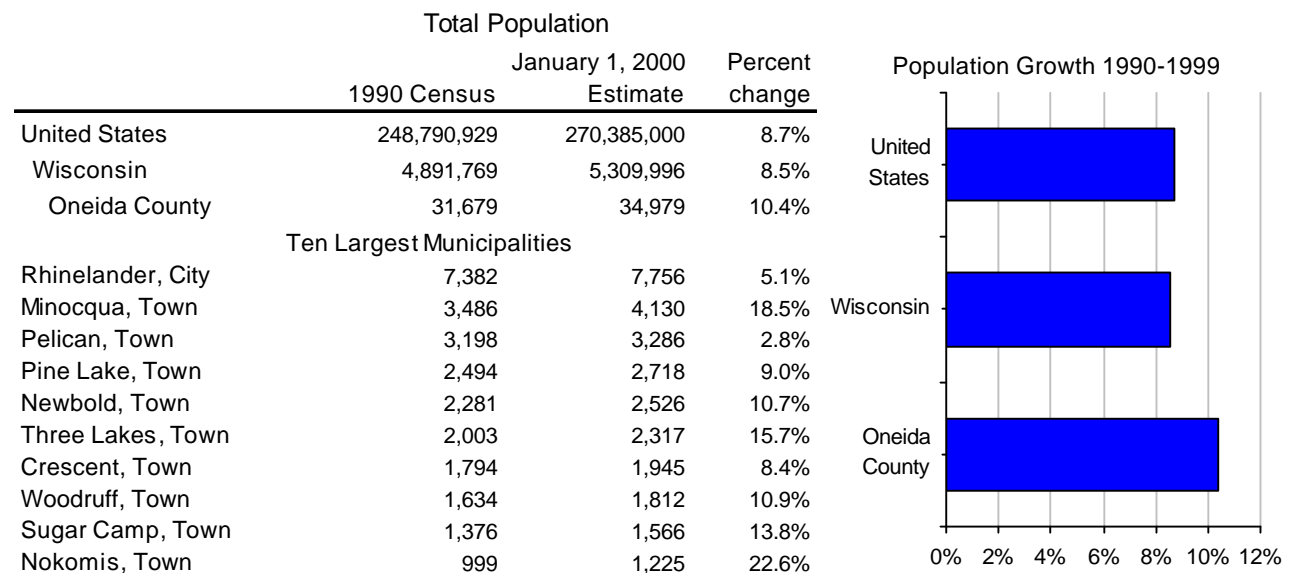 Total Population
January 1, 2000 Percent
1990 Census Estimate change
United States 248,790,929 270,385,000 8.7%
Wisconsin 4,891,769 5,309,996 8.5%
Oneida County 31,679 34,979 10.4%
Ten Largest Municipalities
Rhinelander, City 7,382 7,756 5.1%
Minocqua, Town 3,486 4,130 18.5%
Pelican, Town 3,198 3,286 2.8%
Pine Lake, Town 2,494 2,718 9.0%
Newbold, Town 2,281 2,526 10.7%
Three Lakes, Town 2,003 2,317 15.7%
Crescent, Town 1,794 1,945 8.4%
Woodruff, Town 1,634 1,812 10.9%
Sugar Camp, Town 1,376 1,566 13.8%
Nokomis, Town 999 1,225 22.6%
Population Growth 1990-1999
United
States
Wisconsin
Oneida
County
0% 2% 4% 6% 8% 10% 12%